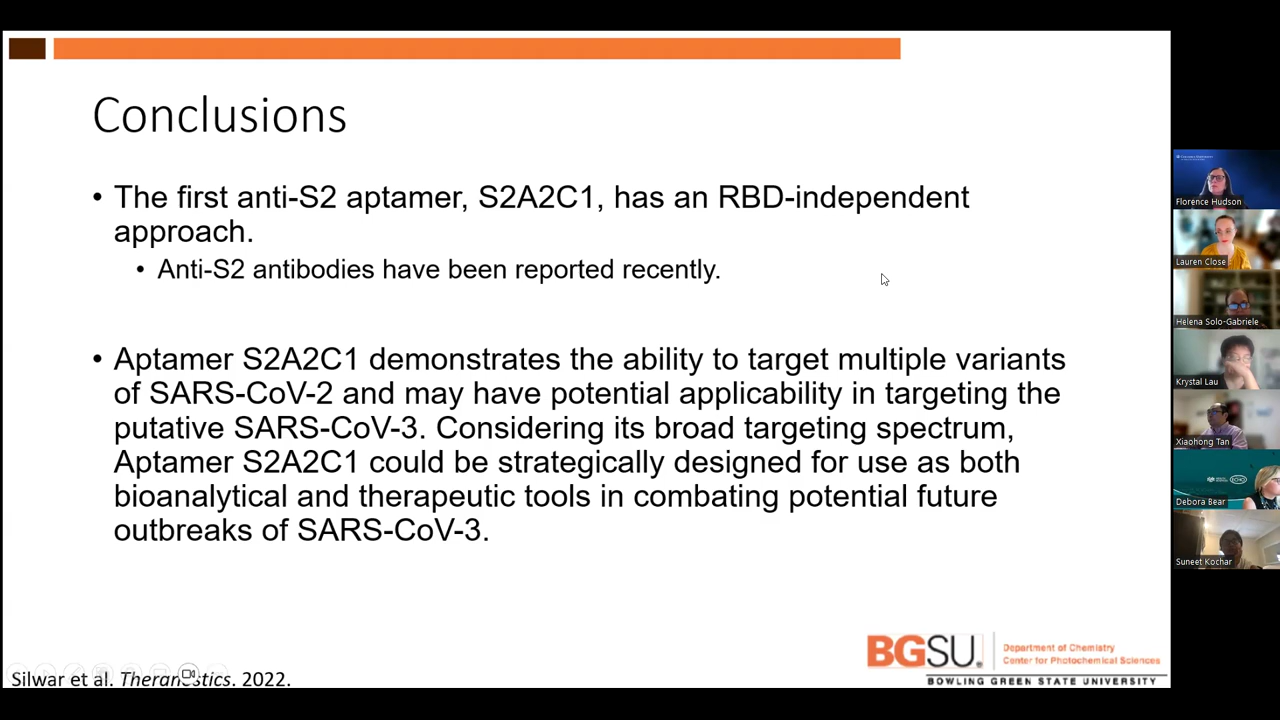 Conclusions
• The first anti-S2 aptamer, S2A2C1, has an RBD-independent
approach.
• Anti-S2 antibodies have been reported recently.
• Aptamer S2A2C1 demonstrates the ability to target multiple variants
of SARS-CoV-2 and may have potential applicability in targeting the
putative SARS-CoV-3. Considering its broad targeting spectrum,
Aptamer S2A2C1 could be strategically designed for use as both
bioanalytical and therapeutic tools in combating potential future
outbreaks of SARS-CoV-3.
Silwar et al. Theranostics. 2022.
BGSU.
Department of Chemistry
Center for Photochemical Sciences
BOWLING GREEN STATE UNIVERSITY
Florence Hudson
Lauren Close
Helena Solo-Gabriele
Krystal Lau
Xiaohong Tan
ECHO
Debora Bear
Suneet Kochar